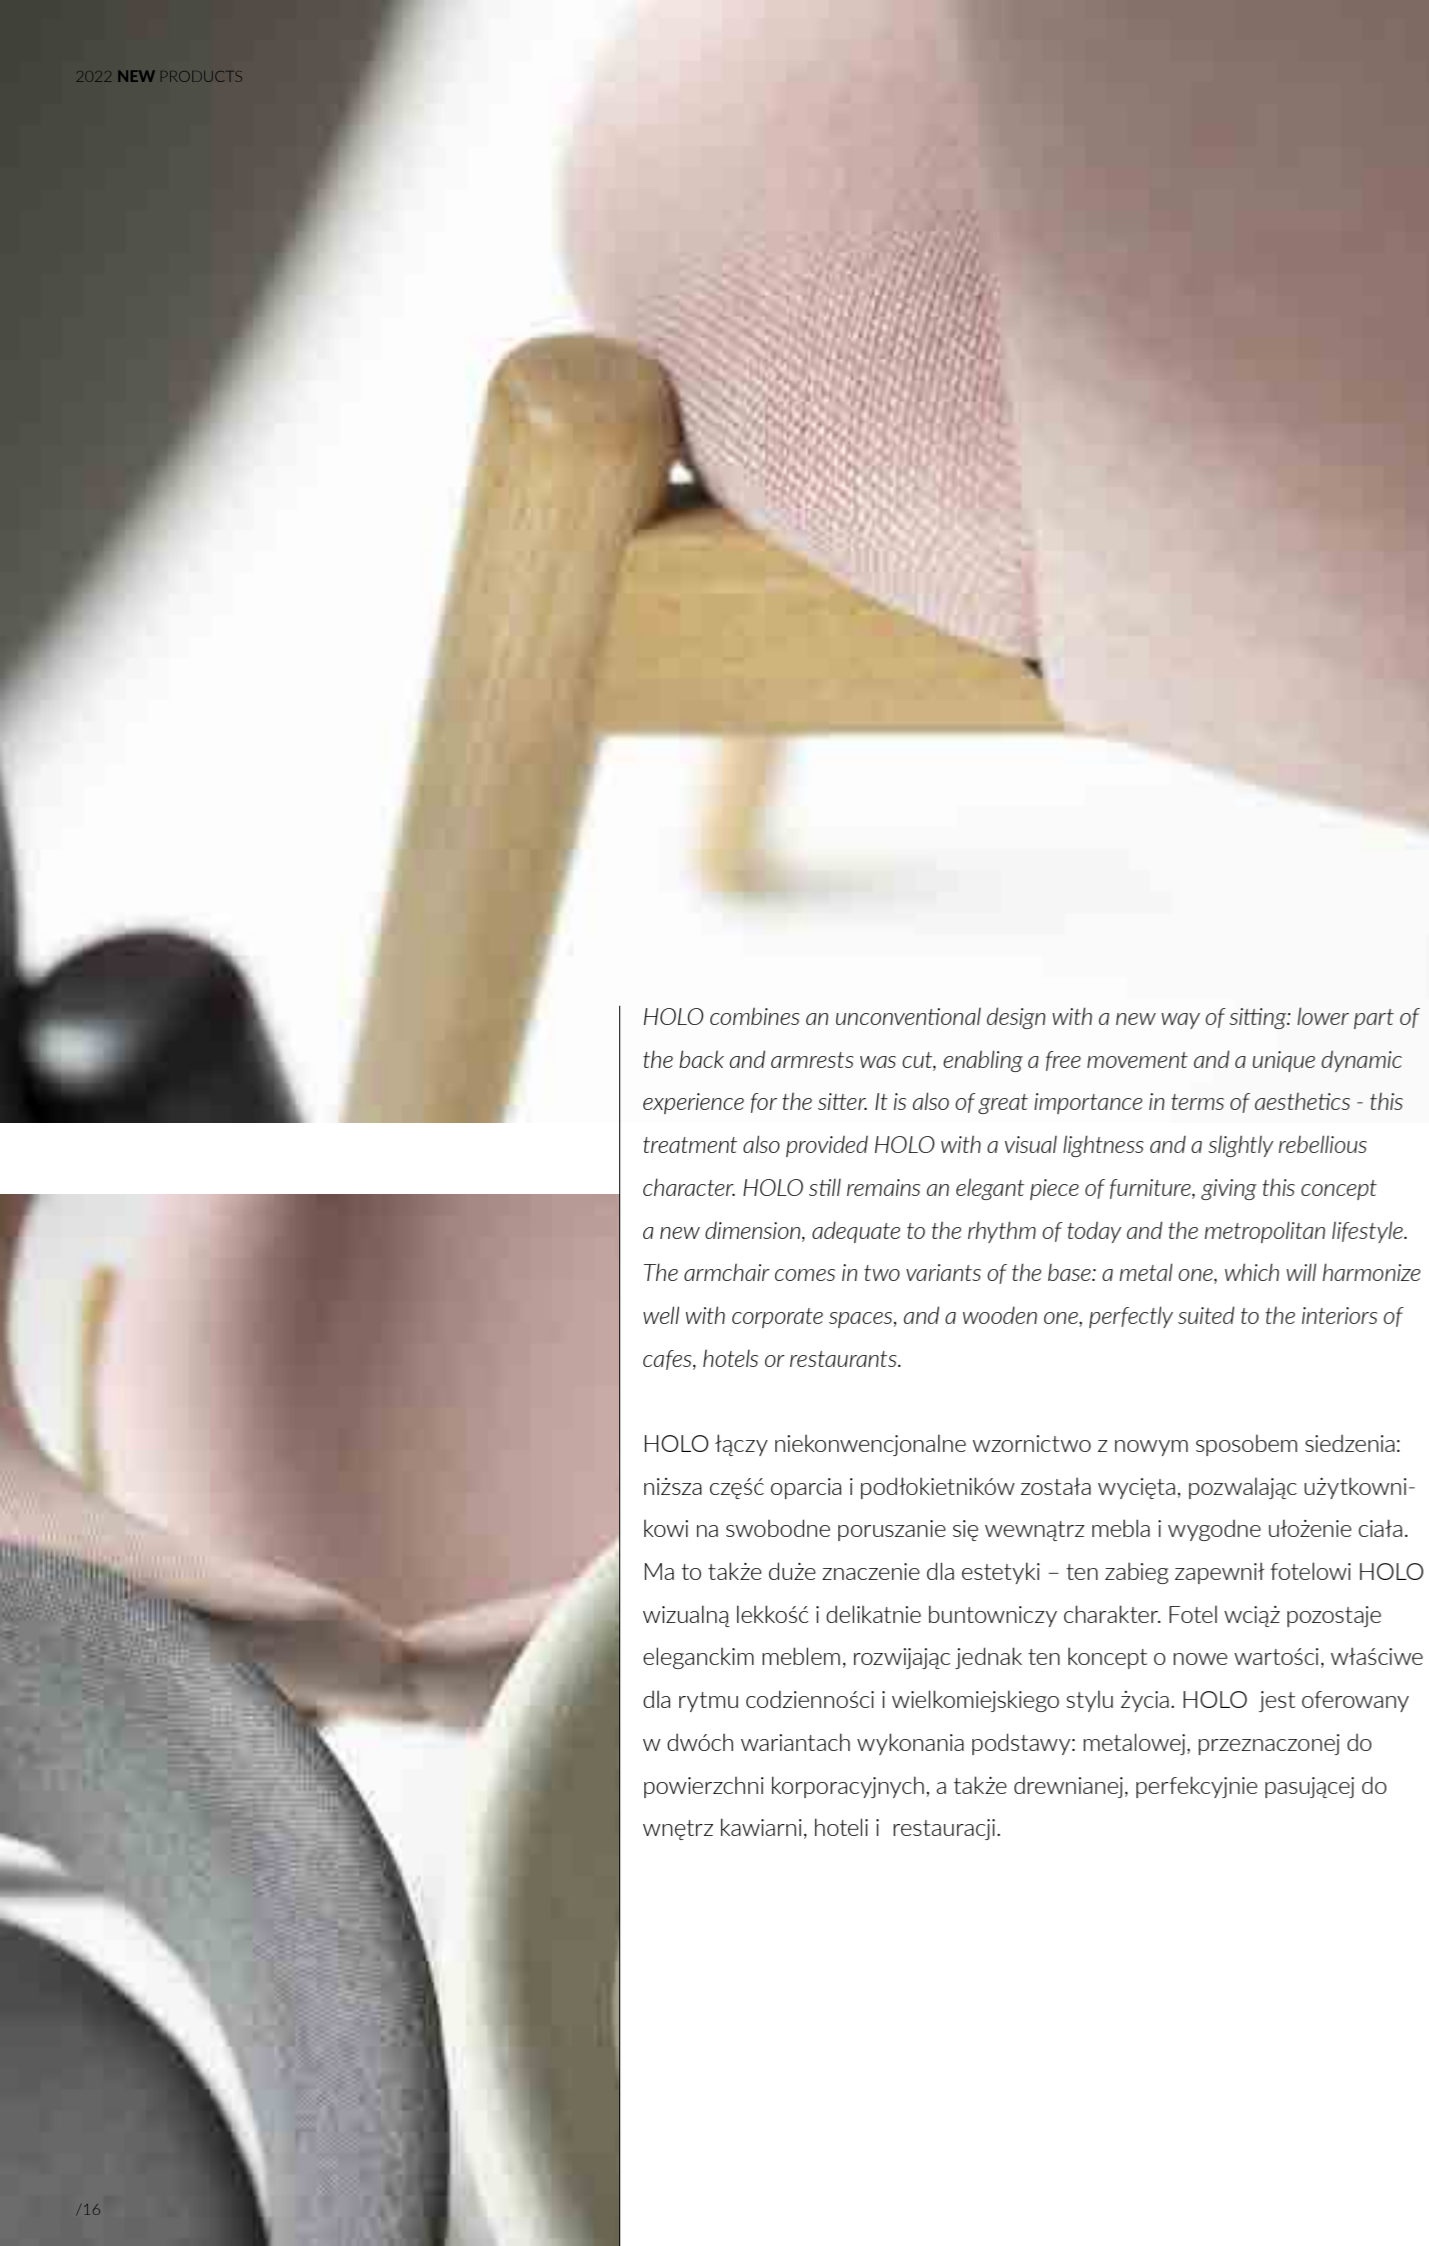 2022 NEW PRODUCTS
HOLO combines an unconventional design with a new way of sitting: lower part of
the back and armrests was cut, enabling a free movement and a unique dynamic
experience for the sitter. It is also of great importance in terms of aesthetics - this
treatment also provided HOLO with a visual lightness and a slightly rebellious
character. HOLO still remains an elegant piece of furniture, giving this concept
a new dimension, adequate to the rhythm of today and the metropolitan lifestyle.
The armchair comes in two variants of the base: a metal one, which will harmonize
well with corporate spaces, and a wooden one, perfectly suited to the interiors of
cafes, hotels or restaurants.
HOLO łączy niekonwencjonalne wzornictwo z nowym sposobem siedzenia:
niższa część oparcia i podłokietników została wycięta, pozwalając użytkowni-
kowi na swobodne poruszanie się wewnątrz mebla i wygodne ułożenie ciała.
Ma to także duże znaczenie dla estetyki – ten zabieg zapewnił fotelowi HOLO
wizualną lekkość i delikatnie buntowniczy charakter. Fotel wciąż pozostaje
eleganckim meblem, rozwijając jednak ten koncept o nowe wartości, właściwe
dla rytmu codzienności i wielkomiejskiego stylu życia. HOLO  jest oferowany
w dwóch wariantach wykonania podstawy: metalowej, przeznaczonej do
powierzchni korporacyjnych, a także drewnianej, perfekcyjnie pasującej do
wnętrz kawiarni, hoteli i  restauracji.
/16